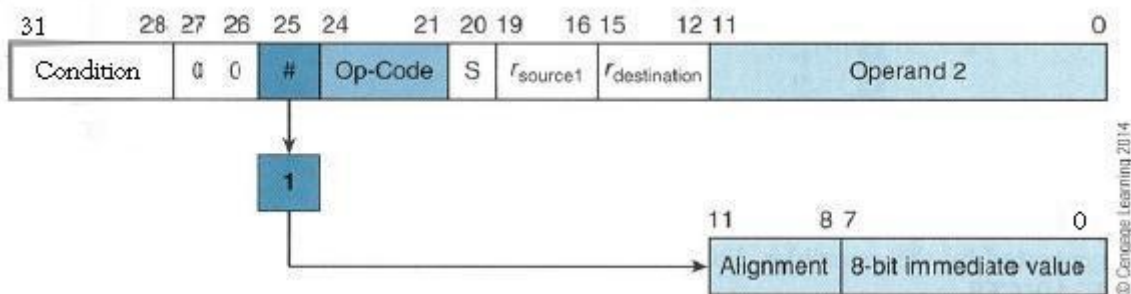 31 28 27 26 25 24 21 20 19 16 15 12 11 0
Condition 0 0 # Op-Code S rsource1 rdestination Operand 2
1
11 8 7 0
Alignment 8-bit immediate value
© Cengage Learning 2014